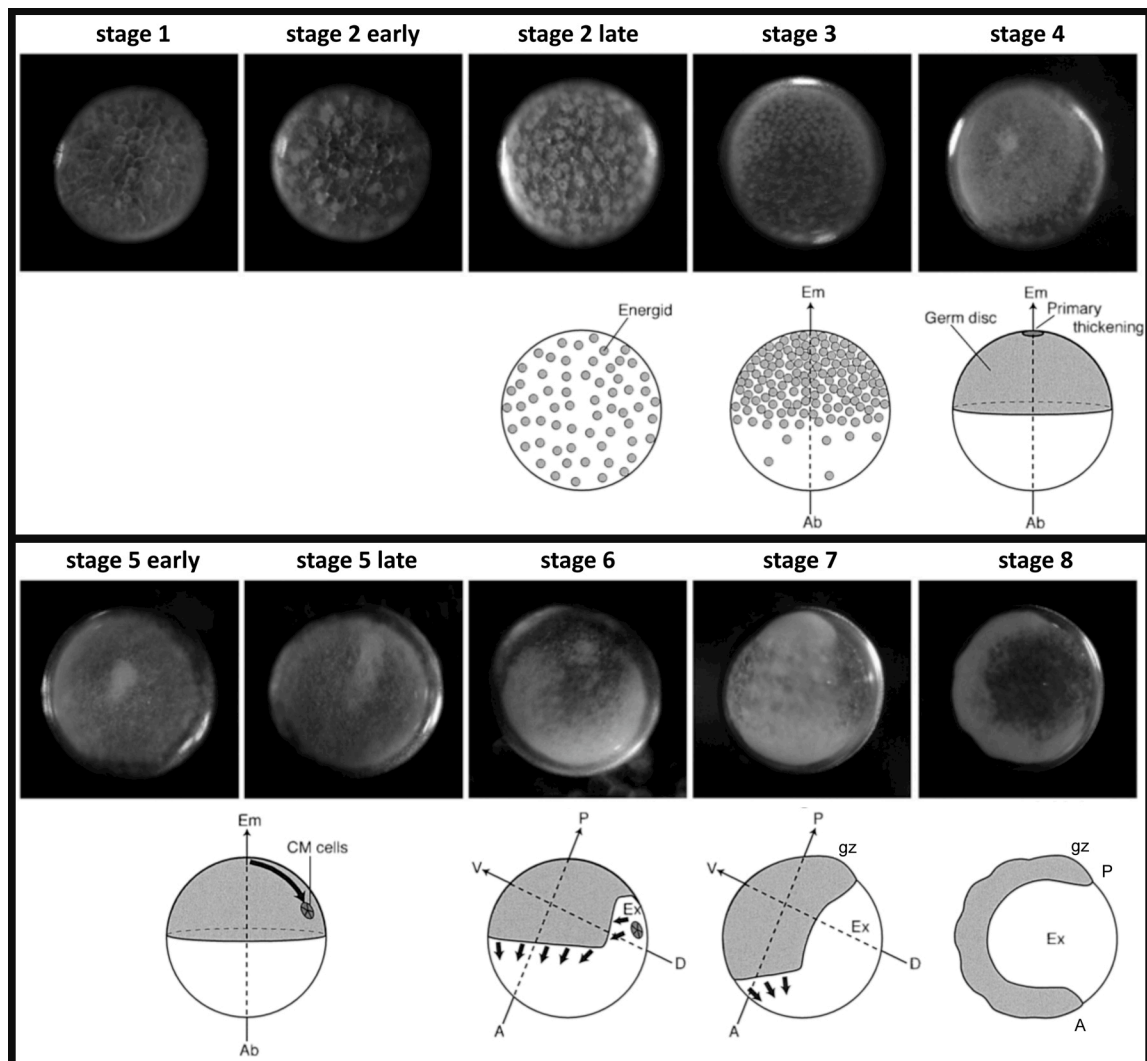 stage 1
stage 2 early
stage 2 late
stage 3
stage 4
Energid
Em
Ab
Em
Germ disc
Primary
thickening
Ab
stage 5 early
stage 5 late
stage 6
stage 7
stage 8
Em
CM cells
Ab
P
V
Ex
D
A
P
gz
V
Ex
D
A
gz
P
Ex
A